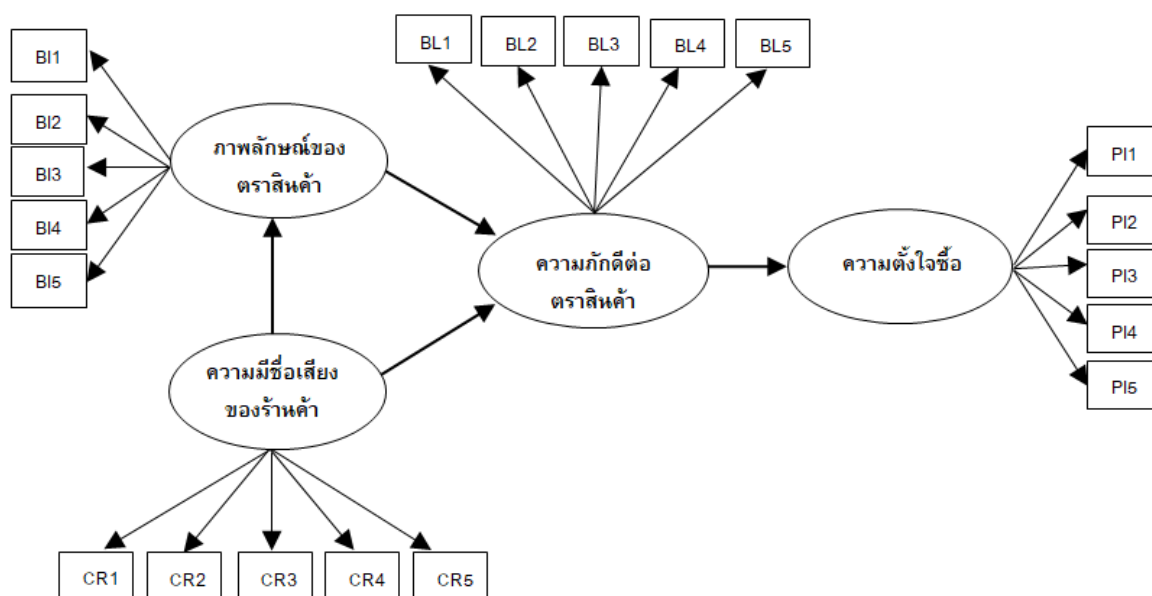 BI1
BI2
BI3
BI4
BI5
ภาพลักษณ์ของ
ตราสินค้า
BL1
BL2
BL3
BL4
BL5
ความภักดีต่อ
ตราสินค้า
ความตั้งใจซื้อ
PI1
PI2
PI3
PI4
PI5
ความมีชื่อเสียง
ของร้านค้า
CR1
CR2
CR3
CR4
CR5